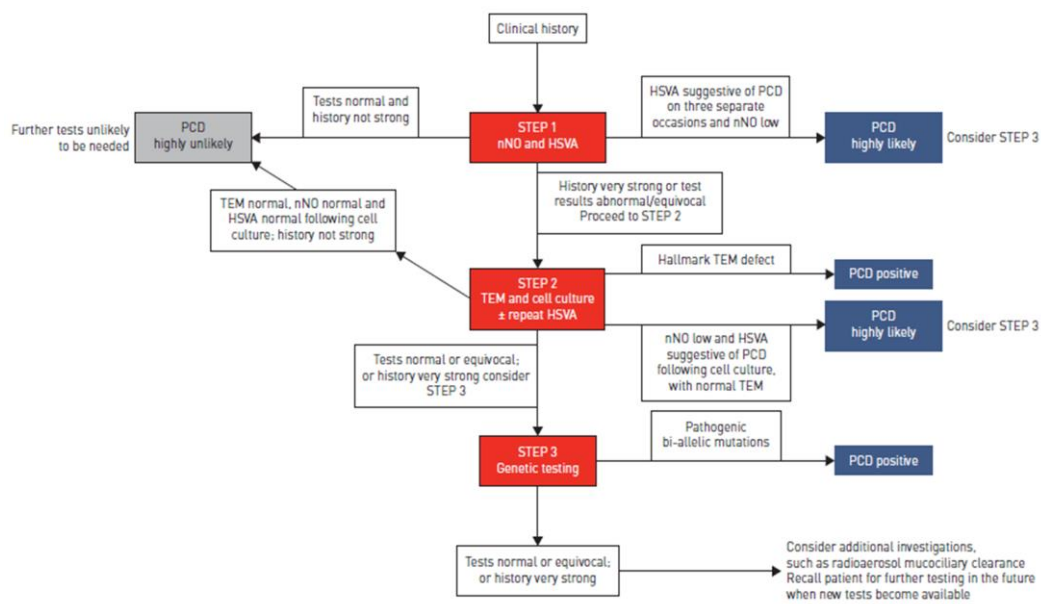 Clinical history
Tests normal and
history not strong
HSVA suggestive of PCD
on three separate
occasions and nNO low
Further tests unlikely
to be needed
PCD
highly unlikely
STEP 1
nNO and HSVA
PCD
highly likely
Consider STEP 3
TEM normal, nNO normal and
HSVA normal following cell
culture; history not strong
History very strong or test
results abnormal/equivocal
Proceed to STEP 2
STEP 2
TEM and cell culture
± repeat HSVA
Hallmark TEM defect
PCD positive
PCD
highly likely
Consider STEP 3
nNO low and HSVA
suggestive of PCD
following cell culture,
with normal TEM
Tests normal or equivocal;
or history very strong consider
STEP 3
STEP 3
Genetic testing
Pathogenic
bi-allelic mutations
PCD positive
Tests normal or equivocal;
or history very strong
Consider additional investigations,
such as radioaerosol mucociliary clearance
Recall patient for further testing in the future
when new tests become available